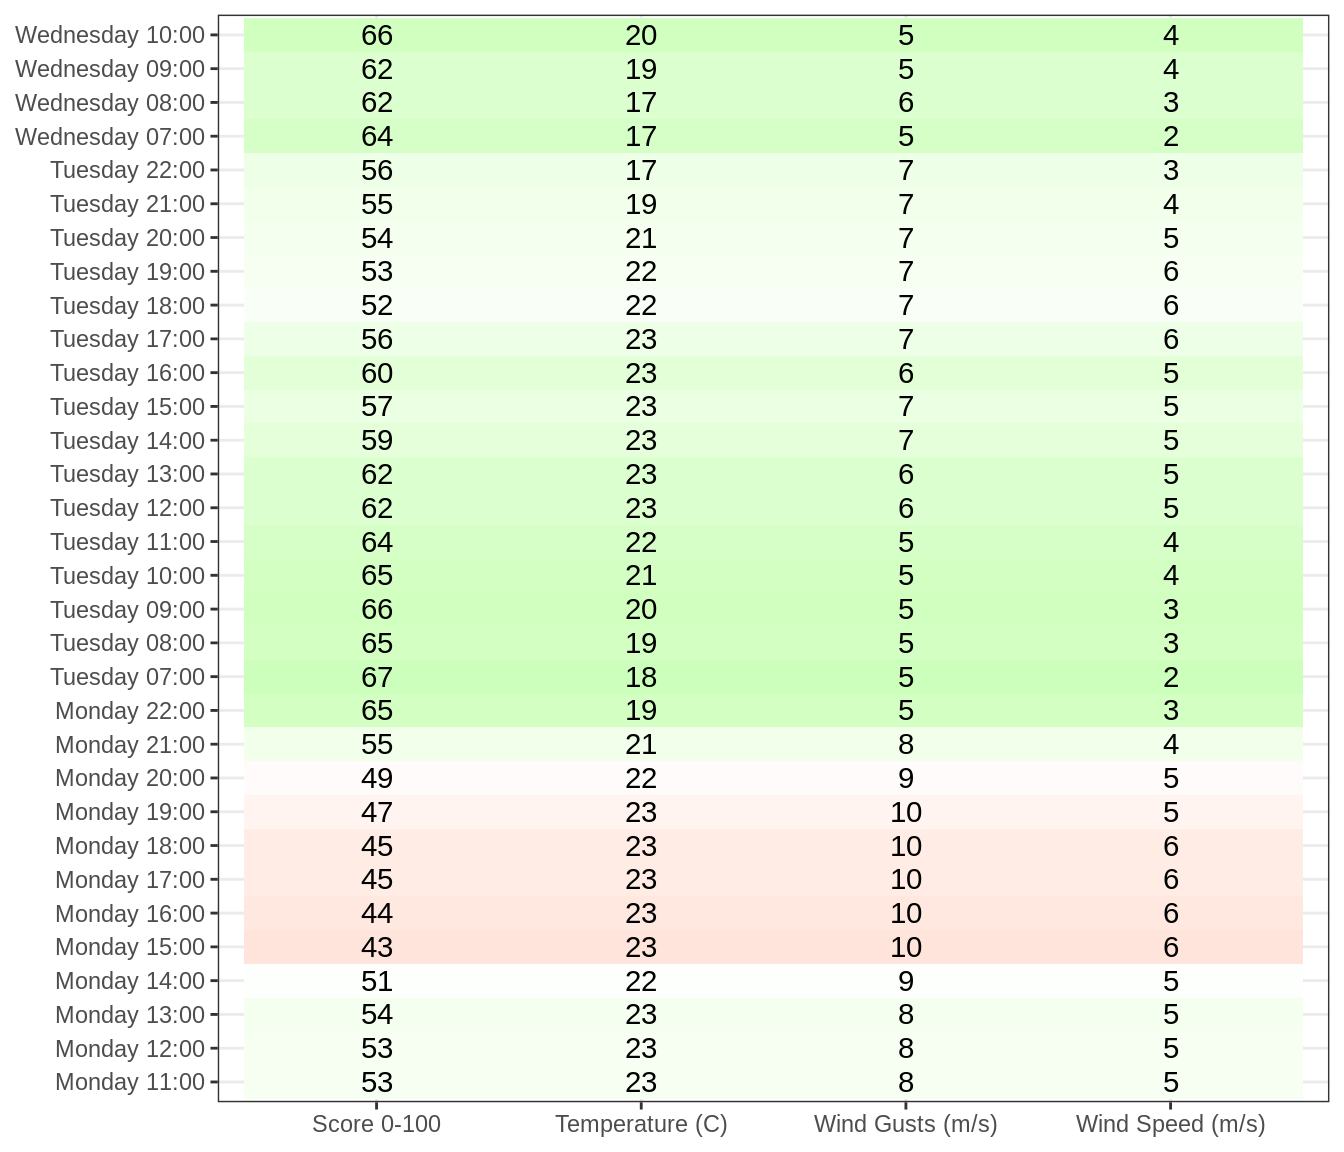 Wednesday 10:00 66 20 5 4
Wednesday 09:00 62 19 5 4
Wednesday 08:00 62 17 6 3
Wednesday 07:00 64 17 5 2
Tuesday 22:00 56 17 7 3
Tuesday 21:00 55 19 7 4
Tuesday 20:00 54 21 7 5
Tuesday 19:00 53 22 7 6
Tuesday 18:00 52 22 7 6
Tuesday 17:00 56 23 7 6
Tuesday 16:00 60 23 6 5
Tuesday 15:00 57 23 7 5
Tuesday 14:00 59 23 7 5
Tuesday 13:00 62 23 6 5
Tuesday 12:00 62 23 6 5
Tuesday 11:00 64 22 5 4
Tuesday 10:00 65 21 5 4
Tuesday 09:00 66 20 5 3
Tuesday 08:00 65 19 5 3
Tuesday 07:00 67 18 5 2
Monday 22:00 65 19 5 3
Monday 21:00 55 21 8 4
Monday 20:00 49 22 9 5
Monday 19:00 47 23 10 5
Monday 18:00 45 23 10 6
Monday 17:00 45 23 10 6
Monday 16:00 44 23 10 6
Monday 15:00 43 23 10 6
Monday 14:00 51 22 9 5
Monday 13:00 54 23 8 5
Monday 12:00 53 23 8 5
Monday 11:00 53 23 8 5
Score 0-100 Temperature (C) Wind Gusts (m/s) Wind Speed (m/s)